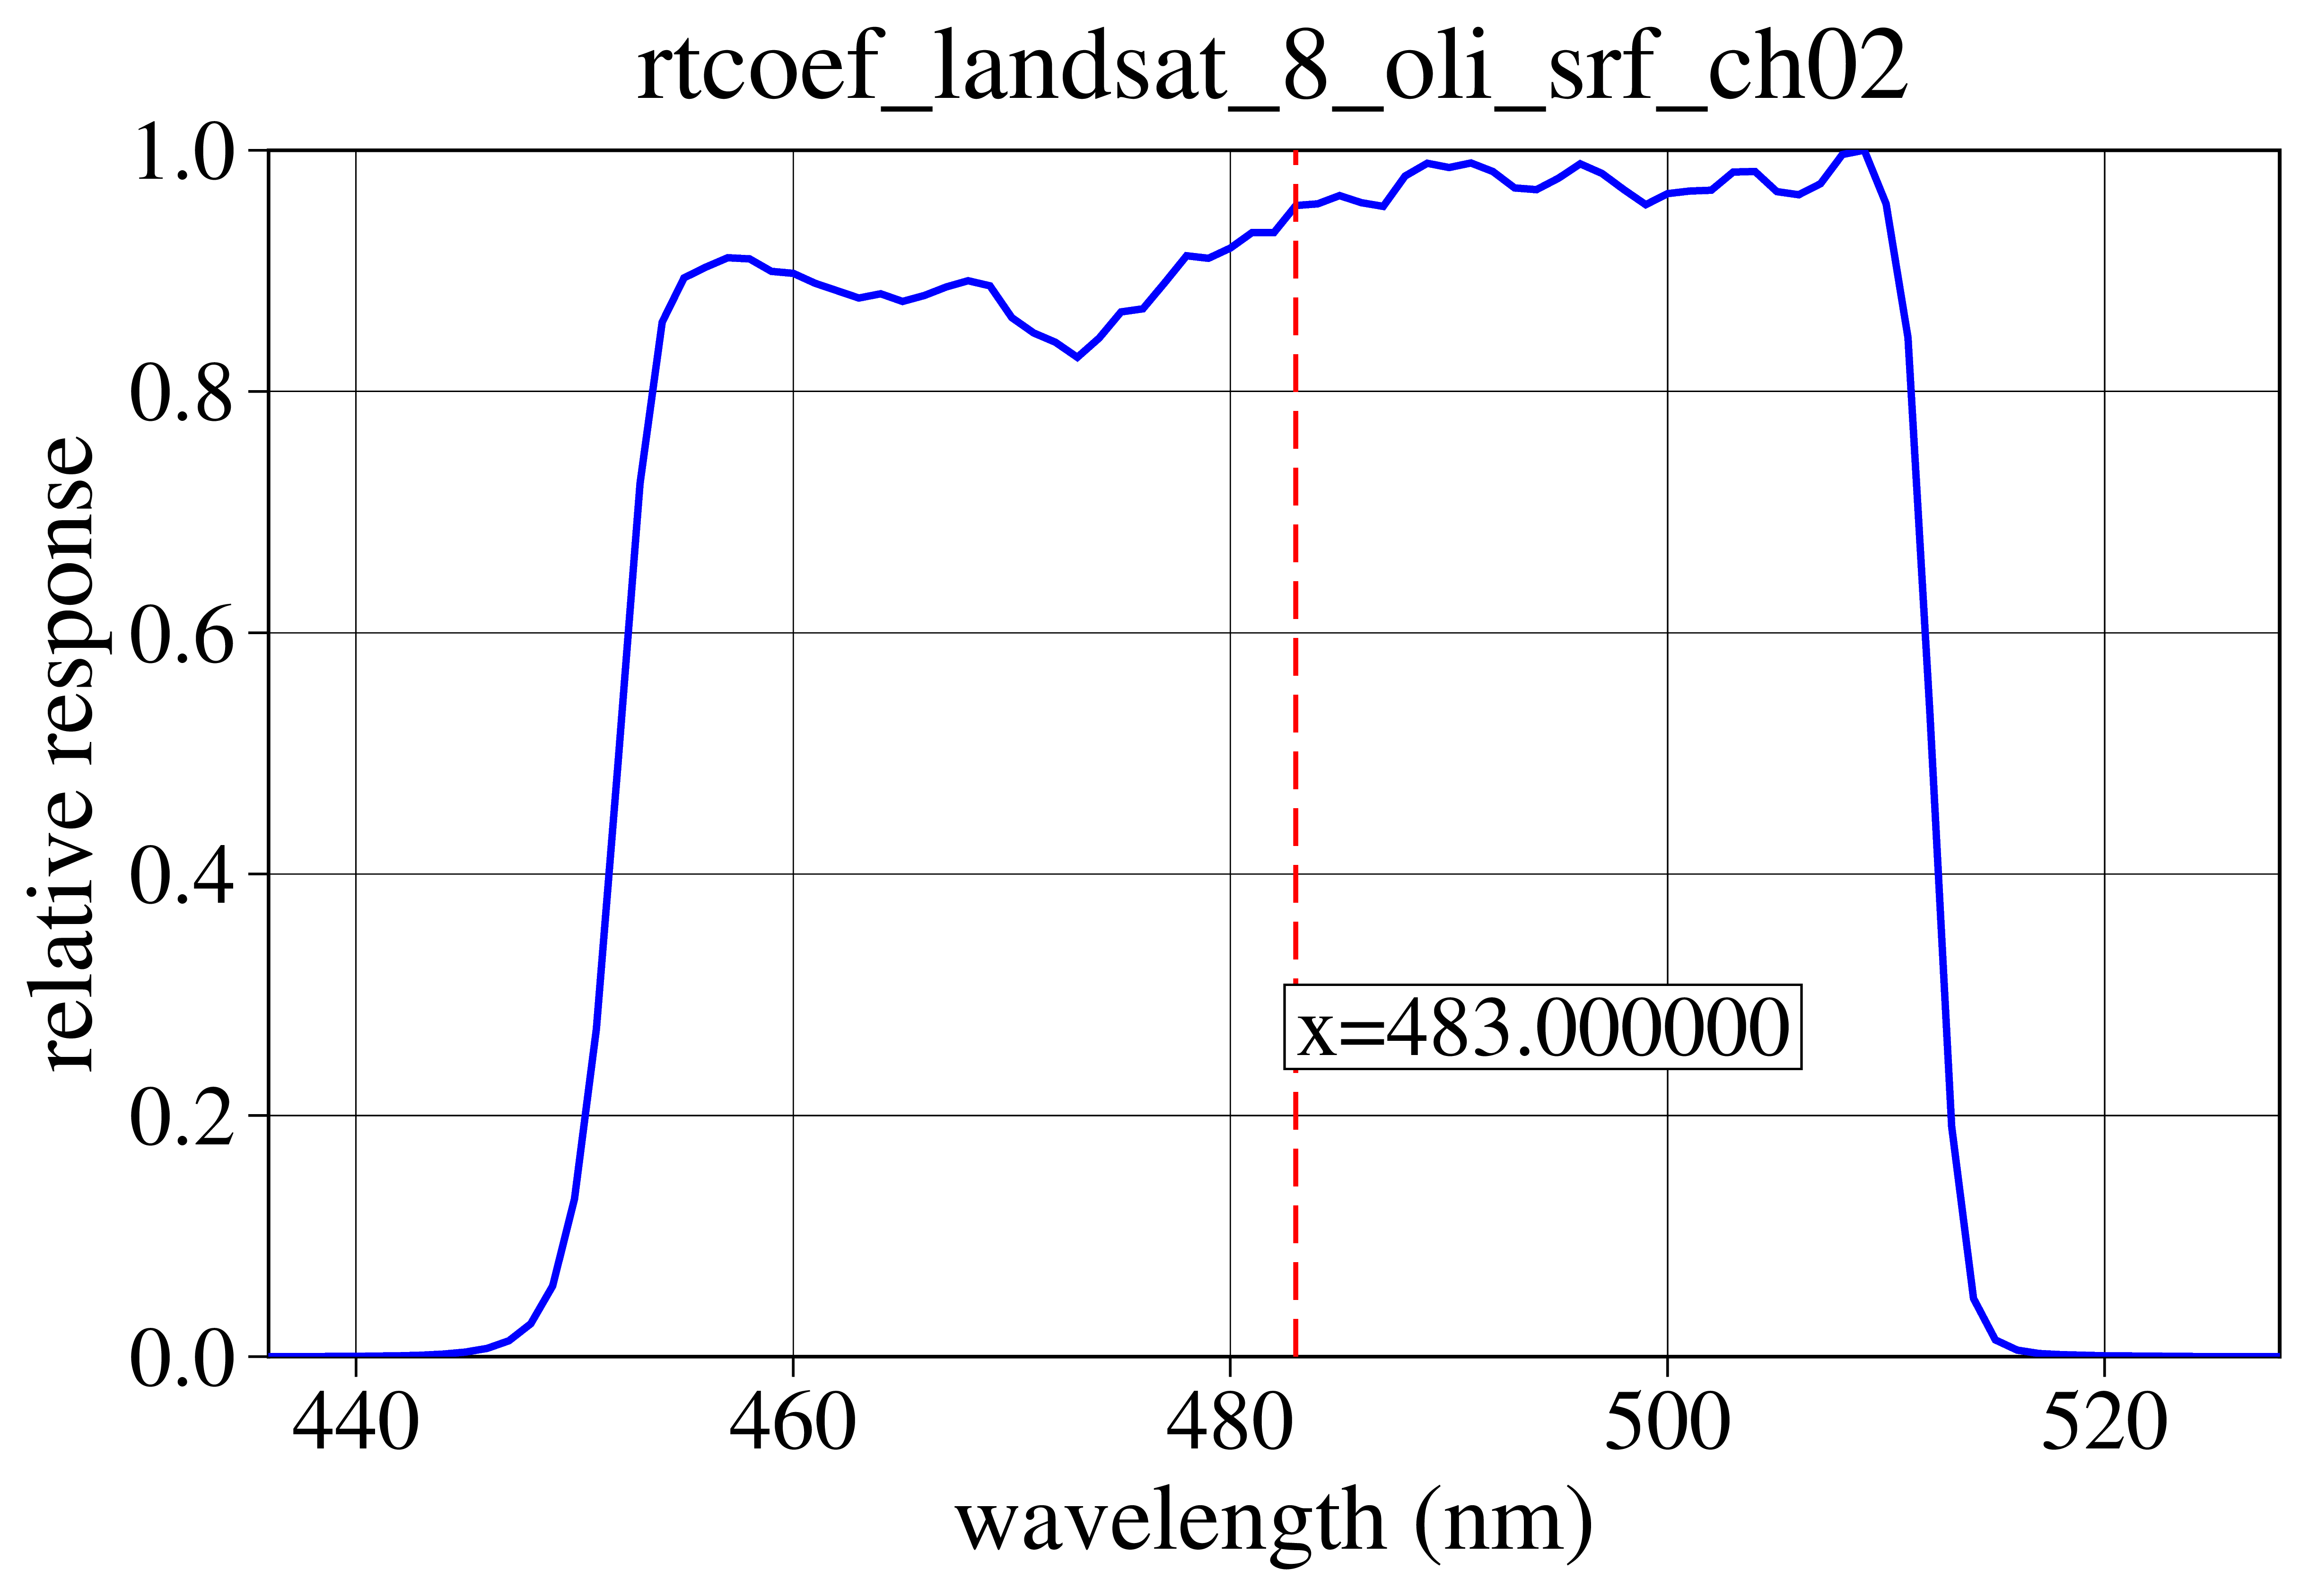 rtcoef_landsat_8_oli_srf_ch02
1.0
0.8
0.6
0.4
0.2
0.0
relative response
x=483.000000
440 460 480 500 520
wavelength (nm)